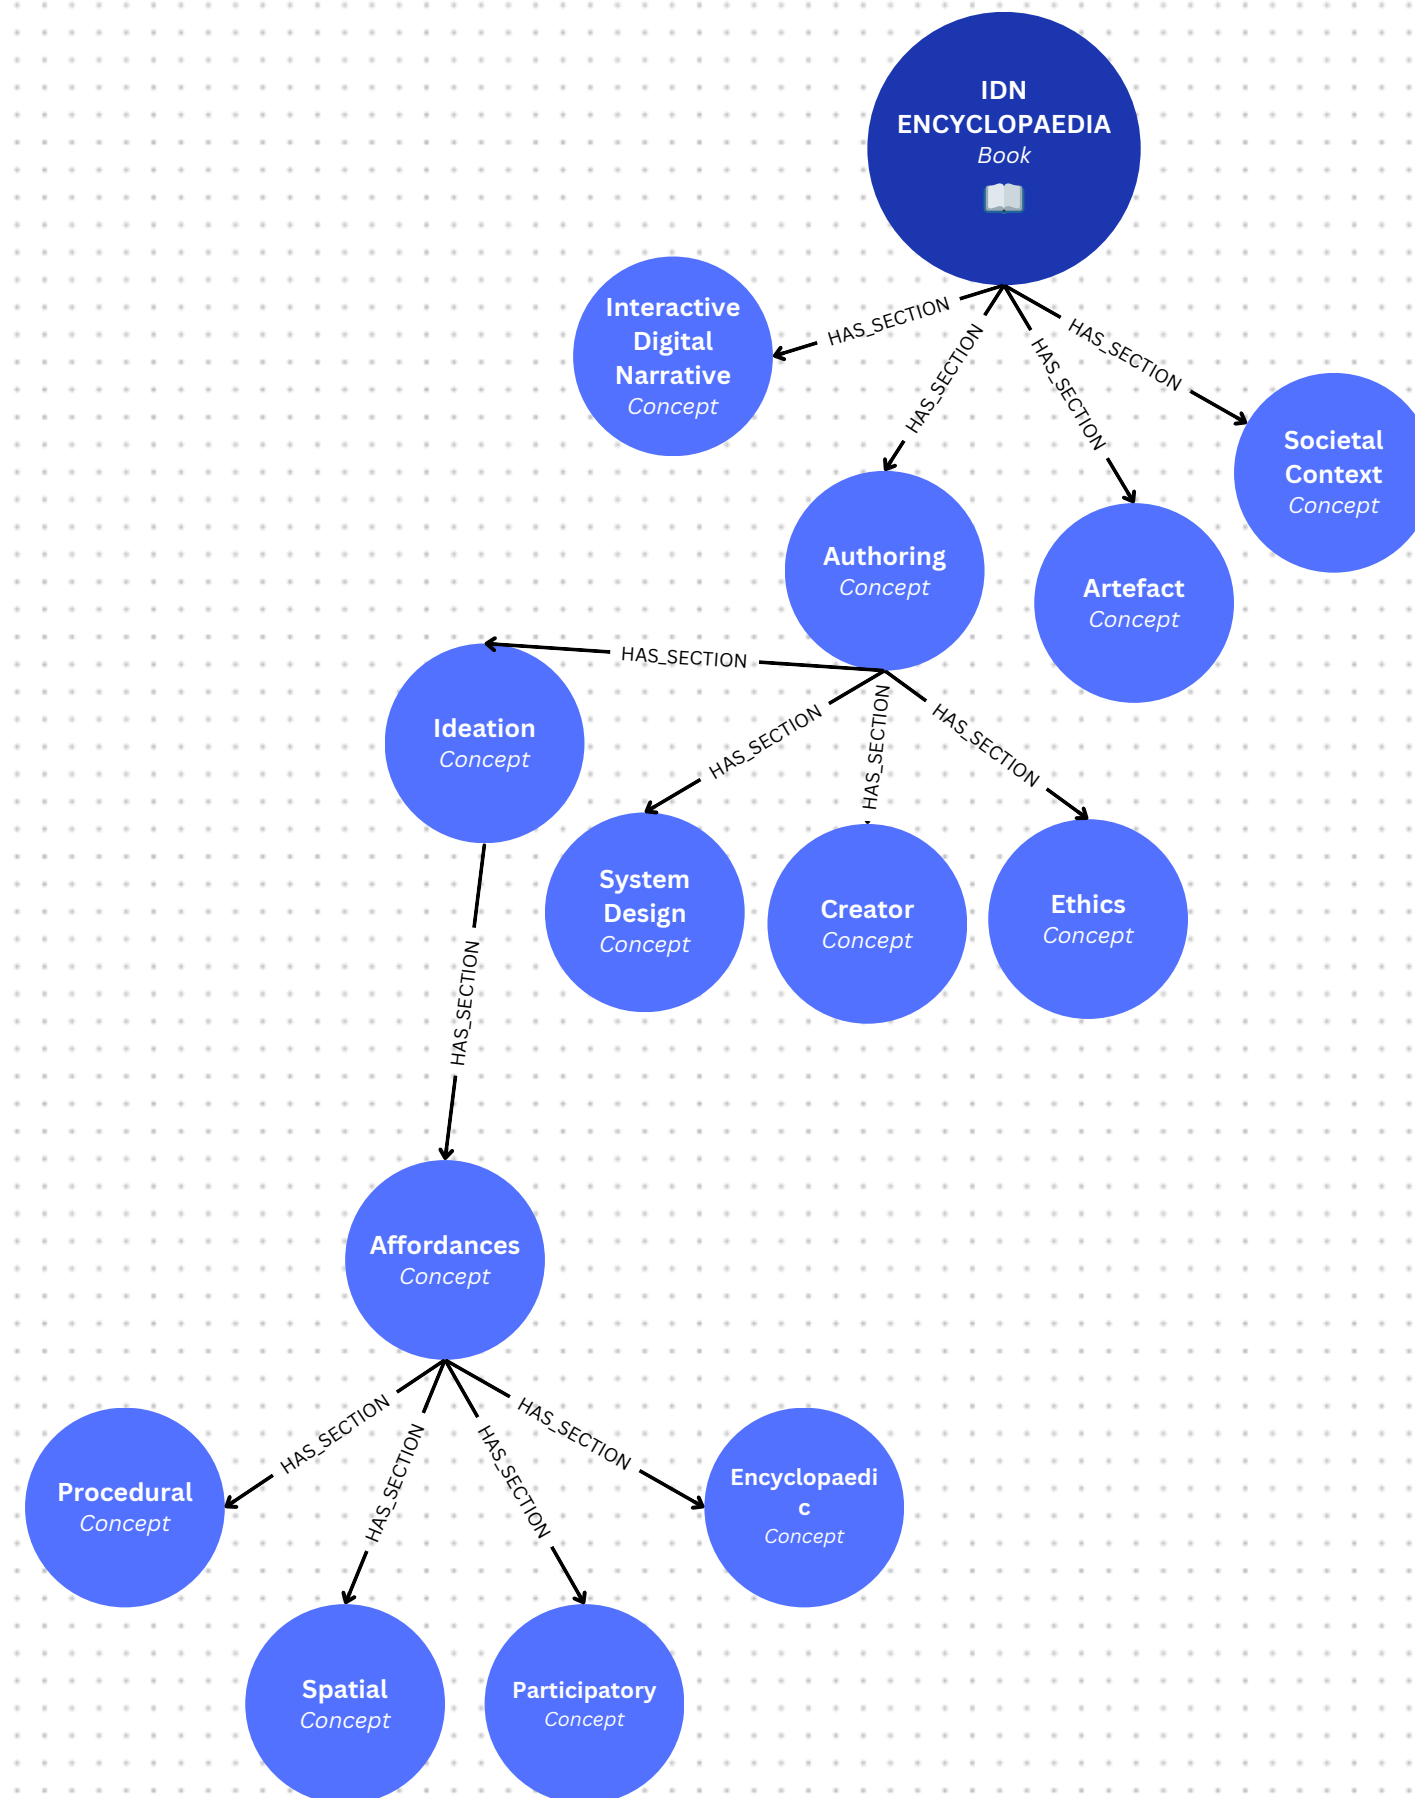 IDN
ENCYCLOPAEDIA
Book
HAS_SECTION
HAS_SECTION
HAS_SECTION
HAS_SECTION
Interactive
Digital
Narrative
Concept
Authoring
Concept
Artefact
Concept
Societal
Context
Concept
HAS_SECTION
HAS_SECTION
HAS_SECTION
HAS_SECTION
Ideation
Concept
System
Design
Concept
Creator
Concept
Ethics
Concept
HAS_SECTION
Affordances
Concept
HAS_SECTION
HAS_SECTION
HAS_SECTION
HAS_SECTION
Procedural
Concept
Spatial
Concept
Participatory
Concept
Encyclopaedi
c
Concept